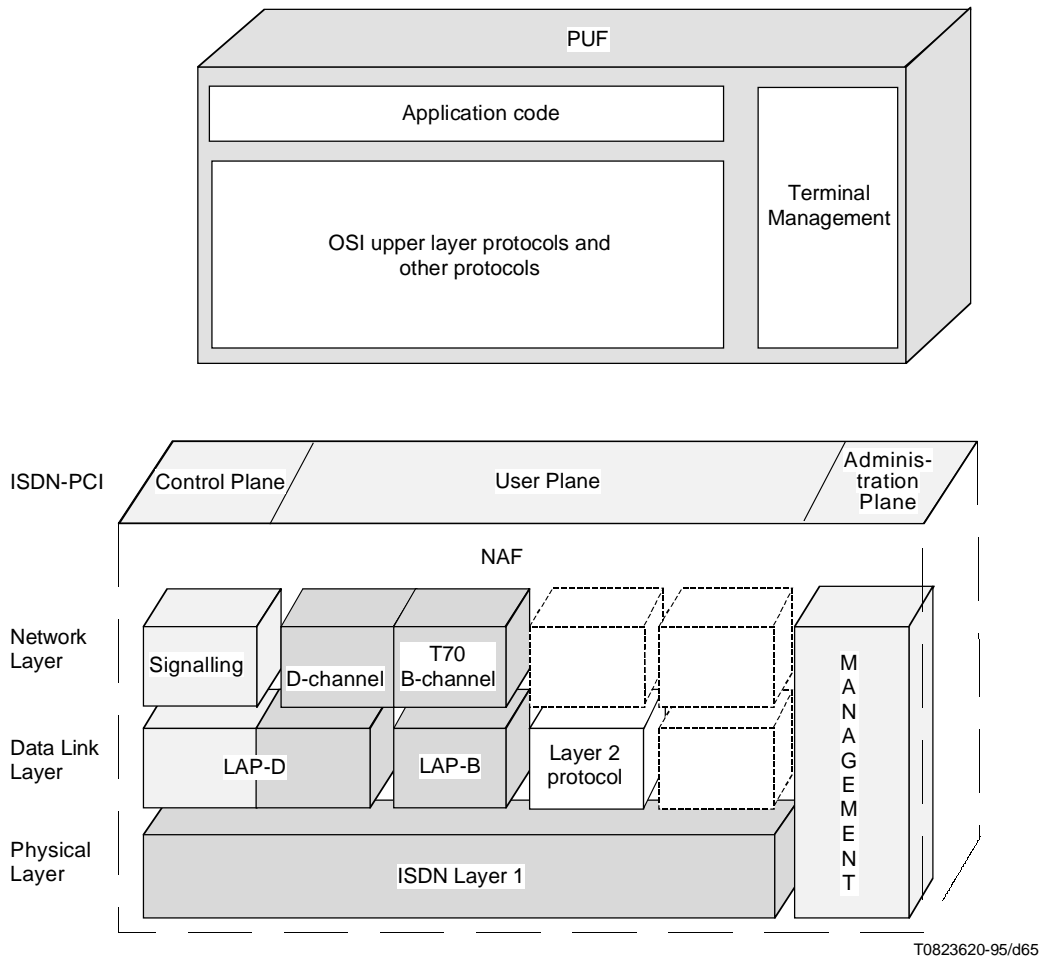 PUF
Application code
Terminal
Management
OSI upper layer protocols and
other protocols
ISDN-PCI
Control Plane
User Plane
Adminis-
tration
Plane
NAF
Network
Layer
Signalling
D-channel
T70
B-channel
Data Link
Layer
LAP-D
LAP-B
Layer 2
protocol
Physical
Layer
ISDN Layer 1
M
A
N
A
G
E
M
E
N
T
T0823620-95/d65